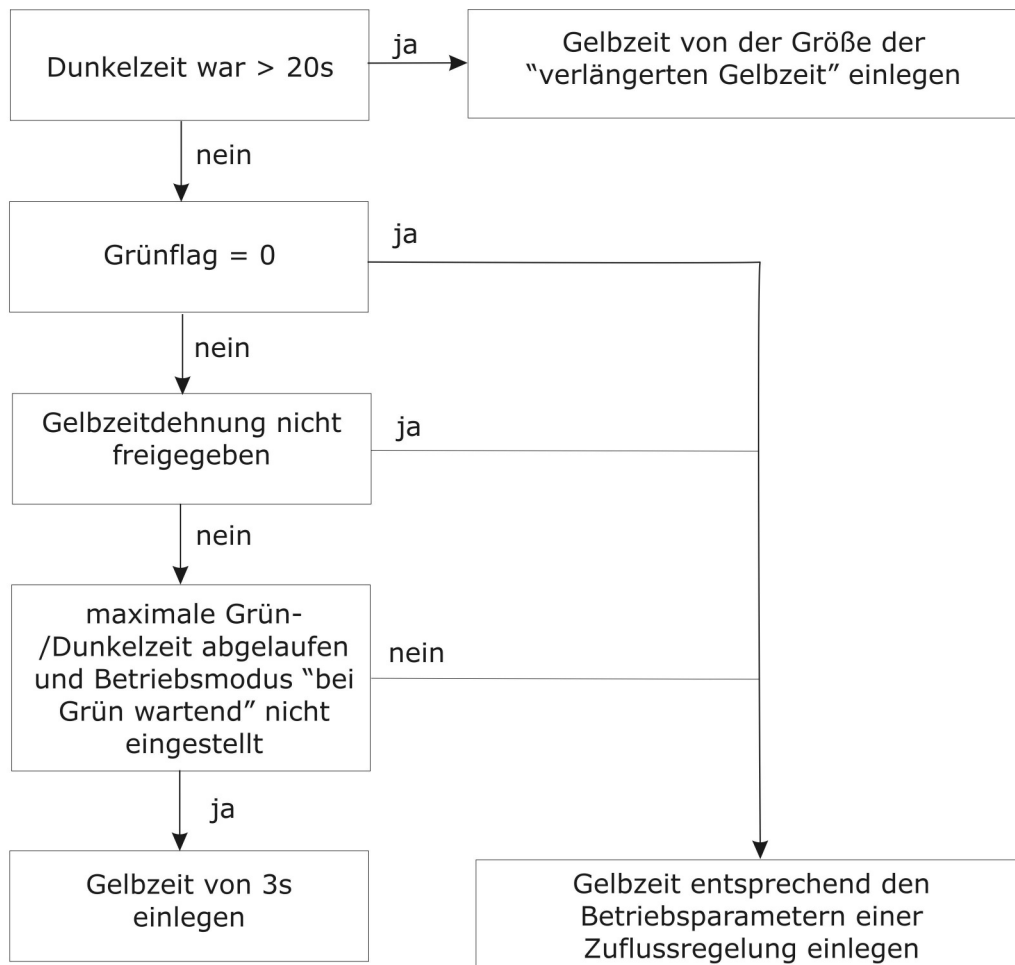 Dunkelzeit war > 20s
ja
Gelbzeit von der Größe der
“verlängerten Gelbzeit” einlegen
nein
Grünflag = 0
ja
nein
Gelbzeitdehnung nicht
freigegeben
ja
nein
maximale Grün-
/Dunkelzeit abgelaufen
und Betriebsmodus “bei
Grün wartend” nicht
eingestellt
nein
ja
Gelbzeit von 3s
einlegen
Gelbzeit entsprechend den
Betriebsparametern einer
Zuflussregelung einlegen